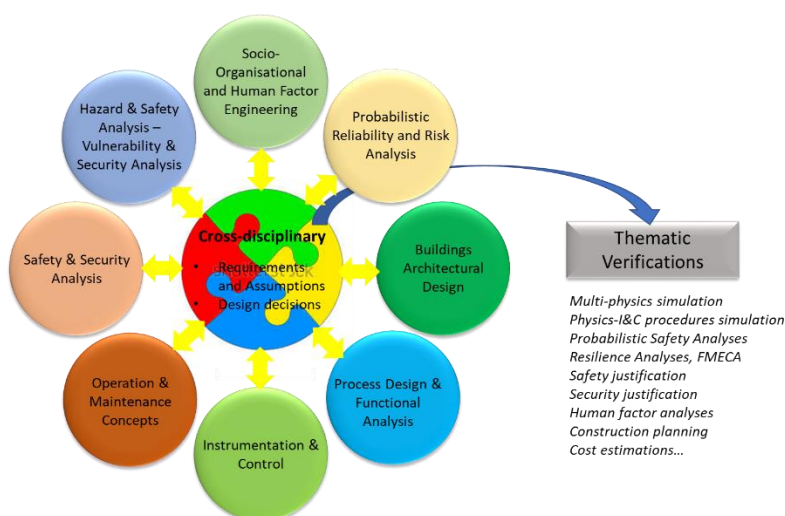 Socio-
Organisational
and Human Factor
Engineering
Hazard & Safety
Analysis –
Vulnerability &
Security Analysis
Probabilistic
Reliability and Risk
Analysis
Safety & Security
Analysis
Cross-disciplinary
• Requirements
and Assumptions
• Design decisions
Buildings
Architectural
Design
Operation &
Maintenance
Concepts
Process Design &
Functional
Analysis
Instrumentation &
Control
Thematic
Verifications
Multi-physics simulation
Physics-I&C procedures simulation
Probabilistic Safety Analyses
Resilience Analyses, FMECA
Safety justification
Security justification
Human factor analyses
Construction planning
Cost estimations…